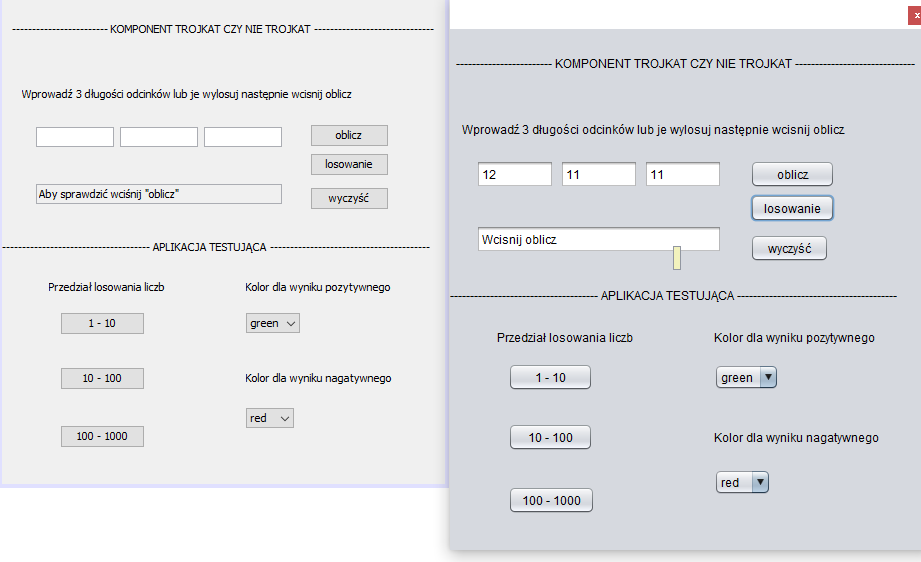 ------------------------ KOMPONENT TROJKAT CZY NIE TROJKAT ------------------------------
Wprowadź 3 długości odcinków lub je wylosuj następnie wcisnij oblicz
oblicz
losowanie
Aby sprawdzić wciśnij "oblicz"
wyczyść
------------------------------------- APLIKACJA TESTUJĄCA ----------------------------------------
Przedział losowania liczb
Kolor dla wyniku pozytywnego
1 - 10
green
10 - 100
Kolor dla wyniku nagatywnego
red
100 - 1000
x
------------------------ KOMPONENT TROJKAT CZY NIE TROJKAT ------------------------------
Wprowadź 3 długości odcinków lub je wylosuj następnie wcisnij oblicz
12 11 11
oblicz
losowanie
Wcisnij oblicz
wyczyść
------------------------------------- APLIKACJA TESTUJĄCA ----------------------------------------
Przedział losowania liczb
Kolor dla wyniku pozytywnego
1 - 10
green
10 - 100
Kolor dla wyniku nagatywnego
red
100 - 1000